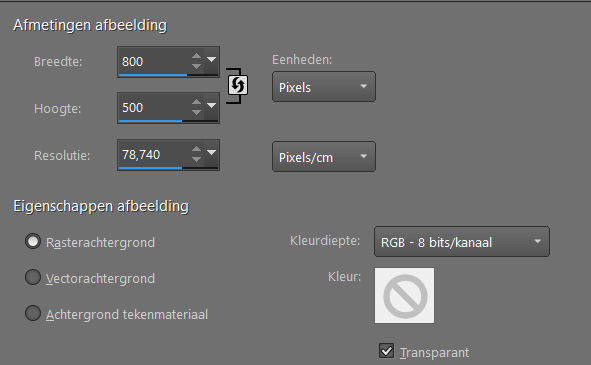 Afmetingen afbeelding
Breedte: 800 Eenheden:
Pixels
Hoogte: 500
Resolutie: 78,740 Pixels/cm
Eigenschappen afbeelding
Rasterachtergrond Kleurdiepte: RGB - 8 bits/kanaal
Vectorachtergrond Kleur:
Achtergrond tekenmateriaal
Transparant